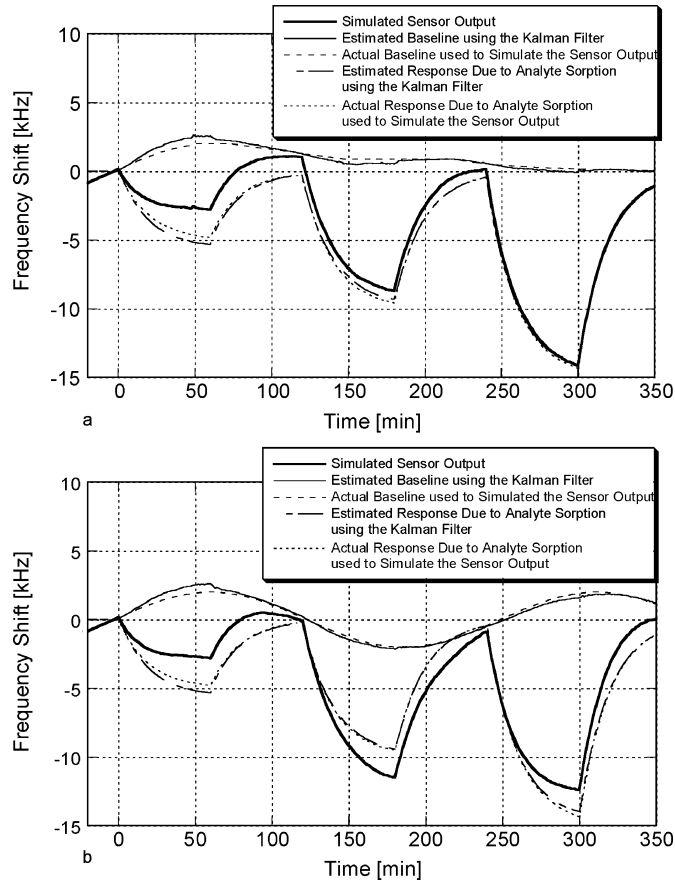 Simulated Sensor Output
Estimated Baseline using the Kalman Filter
Actual Baseline used to Simulate the Sensor Output
Estimated Response Due to Analyte Sorption
using the Kalman Filter
Actual Response Due to Analyte Sorption
used to Simulate the Sensor Output
10
5
0
-5
-10
-15
Frequency Shift [kHz]
0 50 100 150 200 250 300 350
Time [min]
a
Simulated Sensor Output
Estimated Baseline using the Kalman Filter
Actual Baseline used to Simulated the Sensor Output
Estimated Response Due to Analyte Sorption
using the Kalman Filter
Actual Response Due to Analyte Sorption
used to Simulate the Sensor Output
10
5
0
-5
-10
-15
Frequency Shift [kHz]
0 50 100 150 200 250 300 350
Time [min]
b